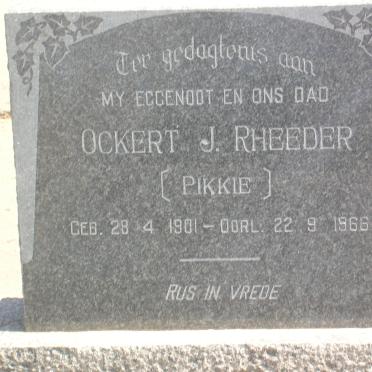 Ter gedagtenis aan
MY EGGENOOT EN ONS DAD
OCKERT J. RHEEDER
[PIKKIE]
GEB. 28 4 1901 – OORL. 22 9 1966
RUS IN VREDE